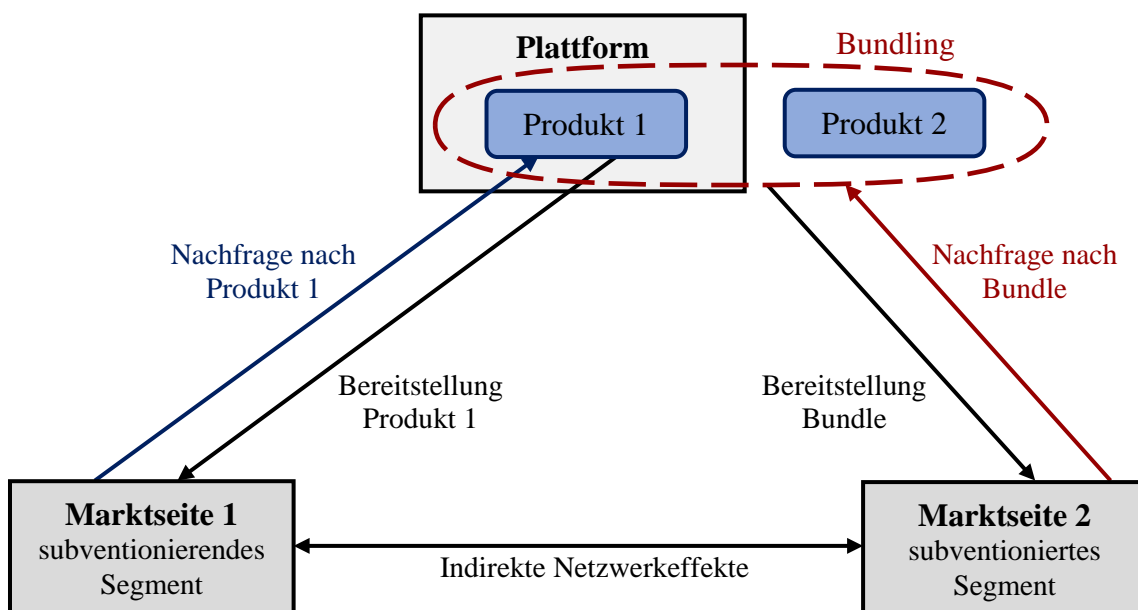 Plattform
Bundling
Produkt 1
Produkt 2
Nachfrage nach
Produkt 1
Nachfrage nach
Bundle
Bereitstellung
Produkt 1
Bereitstellung
Bundle
Marktseite 1
subventionierendes
Segment
Indirekte Netzwerkeffekte
Marktseite 2
subventioniertes
Segment